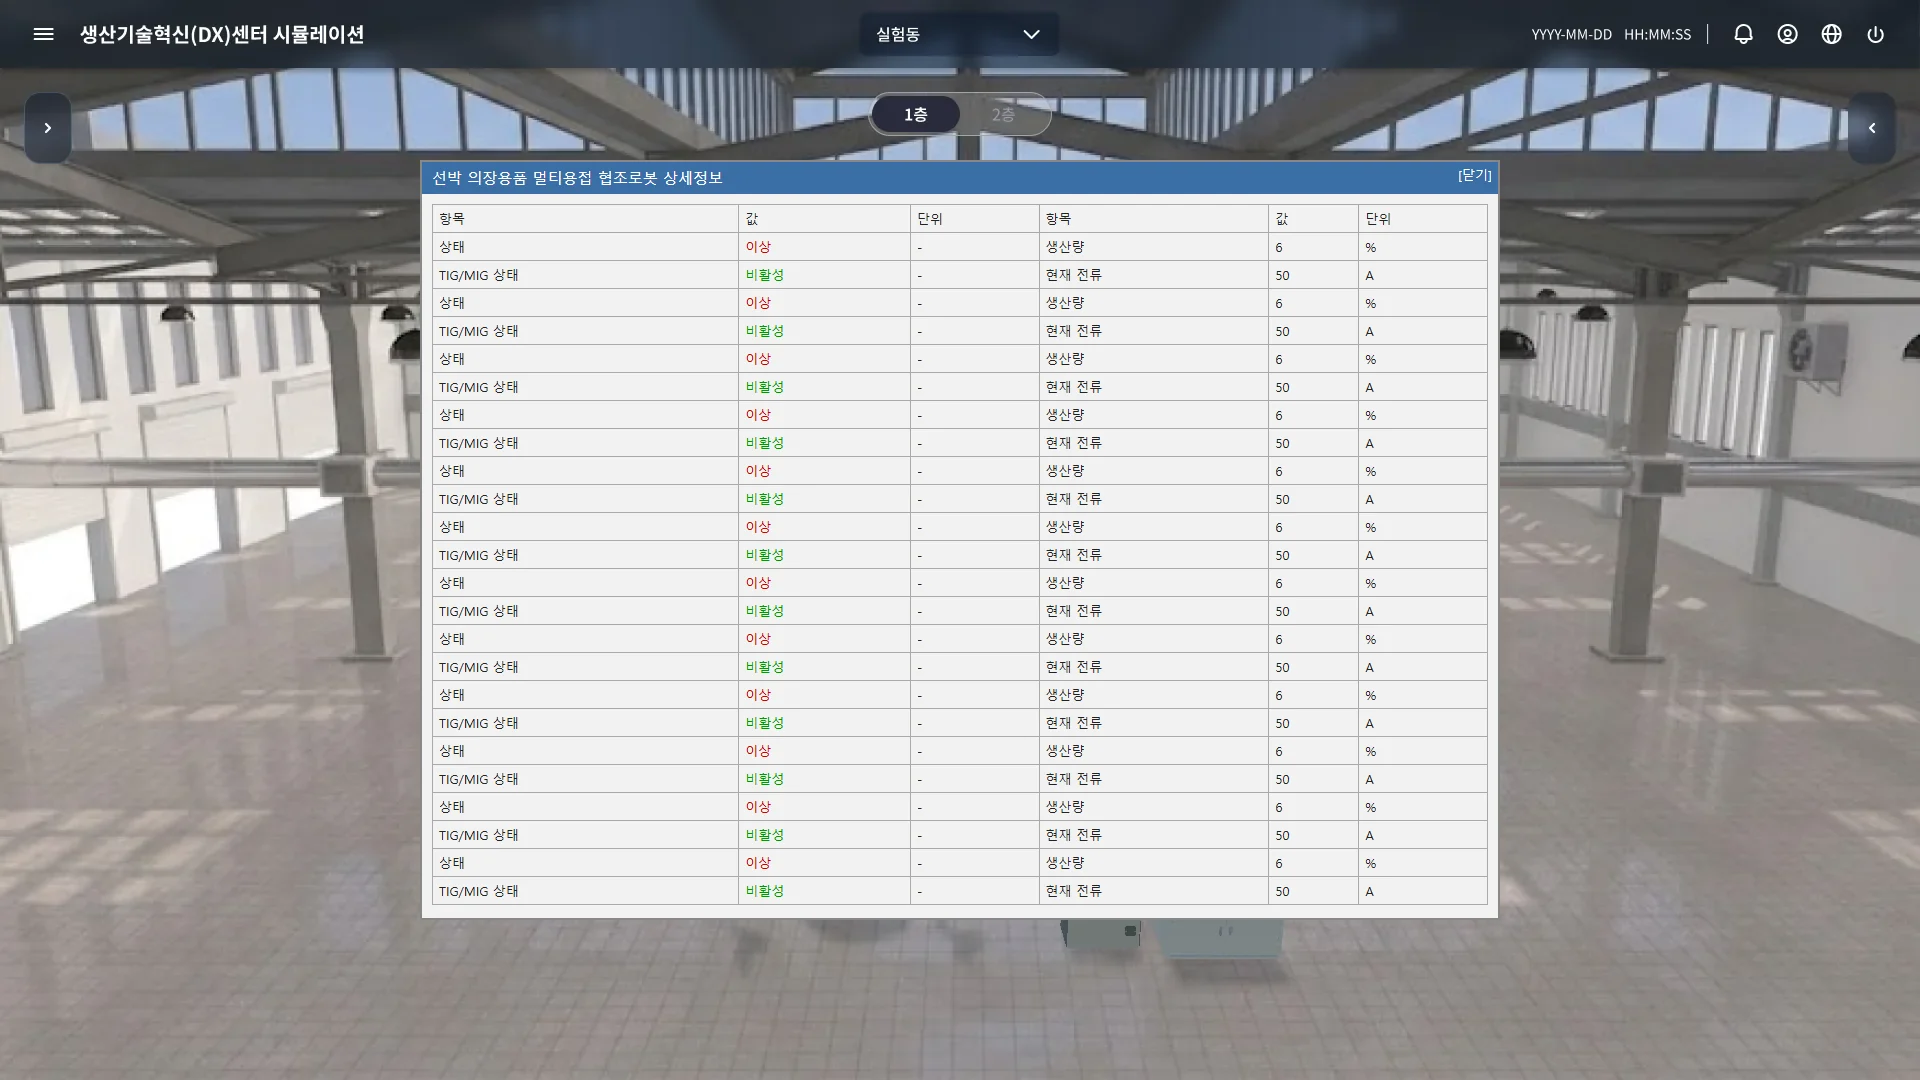 생산기술혁신(DX)센터 시뮬레이션
실험동
YYYY-MM-DD HH:MM:SS
1층 2층
선박 의장용품 멀티용접 협조로봇 상세정보 [닫기]
항목 값 단위 항목 값 단위
상태 이상 - 생산량 6 %
TIG/MIG 상태 비활성 - 현재 전류 50 A
상태 이상 - 생산량 6 %
TIG/MIG 상태 비활성 - 현재 전류 50 A
상태 이상 - 생산량 6 %
TIG/MIG 상태 비활성 - 현재 전류 50 A
상태 이상 - 생산량 6 %
TIG/MIG 상태 비활성 - 현재 전류 50 A
상태 이상 - 생산량 6 %
TIG/MIG 상태 비활성 - 현재 전류 50 A
상태 이상 - 생산량 6 %
TIG/MIG 상태 비활성 - 현재 전류 50 A
상태 이상 - 생산량 6 %
TIG/MIG 상태 비활성 - 현재 전류 50 A
상태 이상 - 생산량 6 %
TIG/MIG 상태 비활성 - 현재 전류 50 A
상태 이상 - 생산량 6 %
TIG/MIG 상태 비활성 - 현재 전류 50 A
상태 이상 - 생산량 6 %
TIG/MIG 상태 비활성 - 현재 전류 50 A
상태 이상 - 생산량 6 %
TIG/MIG 상태 비활성 - 현재 전류 50 A
상태 이상 - 생산량 6 %
TIG/MIG 상태 비활성 - 현재 전류 50 A